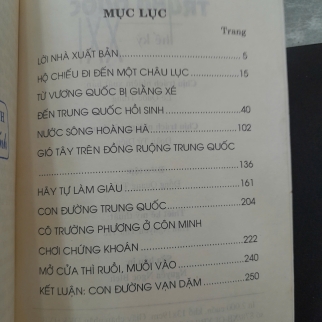 MỤC LỤC
Trang
LỜI NHÀ XUẤT BẢN 5
HỘ CHIẾU ĐI ĐẾN MỘT CHÂU LỤC 15
TỪ VƯƠNG QUỐC BỊ GIẰNG XÉ
ĐẾN TRUNG QUỐC HỒI SINH 40
NƯỚC SÔNG HOÀNG HÀ 102
GIÓ TÂY TRÊN ĐỒNG RUỘNG TRUNG QUỐC
136
HÃY TỰ LÀM GIÀU 161
CON ĐƯỜNG TRUNG QUỐC 204
CÔ TRƯỜNG PHƯƠNG Ở CÔN MINH
CHƠI CHỨNG KHOÁN 222
MỞ CỬA THÌ RUỒI, MUỖI VÀO 240
KẾT LUẬN: CON ĐƯỜNG VẠN DẶM 250